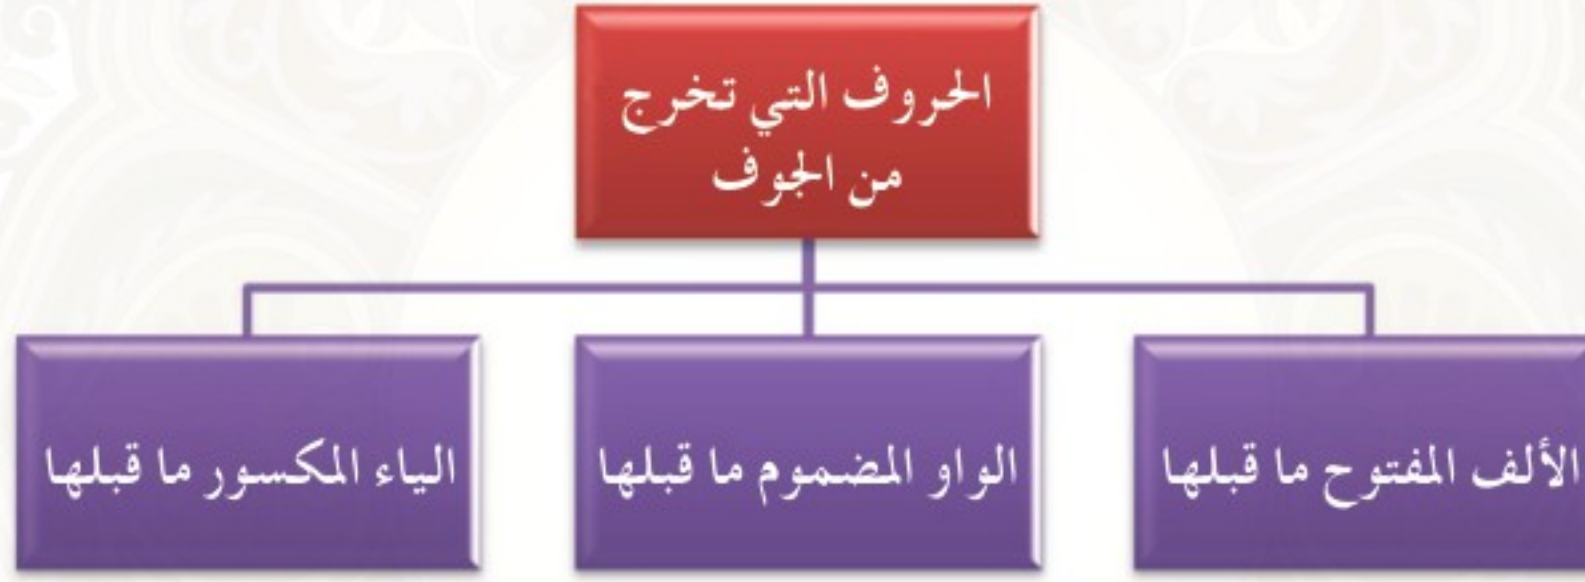 الحروف التي تخرج
من الجوف
الألف المفتوح ما قبلها
الواو المضموم ما قبلها
الياء المكسور ما قبلها